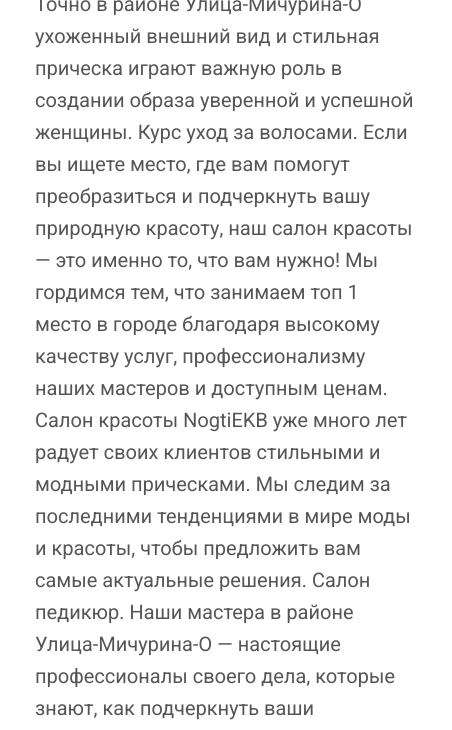 Точно в районе Улица-Мичурина-О
ухоженный внешний вид и стильная
прическа играют важную роль в
создании образа уверенной и успешной
женщины. Курс уход за волосами. Если
вы ищете место, где вам помогут
преобразиться и подчеркнуть вашу
природную красоту, наш салон красоты
— это именно то, что вам нужно! Мы
гордимся тем, что занимаем топ 1
место в городе благодаря высокому
качеству услуг, профессионализму
наших мастеров и доступным ценам.
Салон красоты NogtiEKB уже много лет
радует своих клиентов стильными и
модными прическами. Мы следим за
последними тенденциями в мире моды
и красоты, чтобы предложить вам
самые актуальные решения. Салон
педикюр. Наши мастера в районе
Улица-Мичурина-О — настоящие
профессионалы своего дела, которые
знают, как подчеркнуть ваши